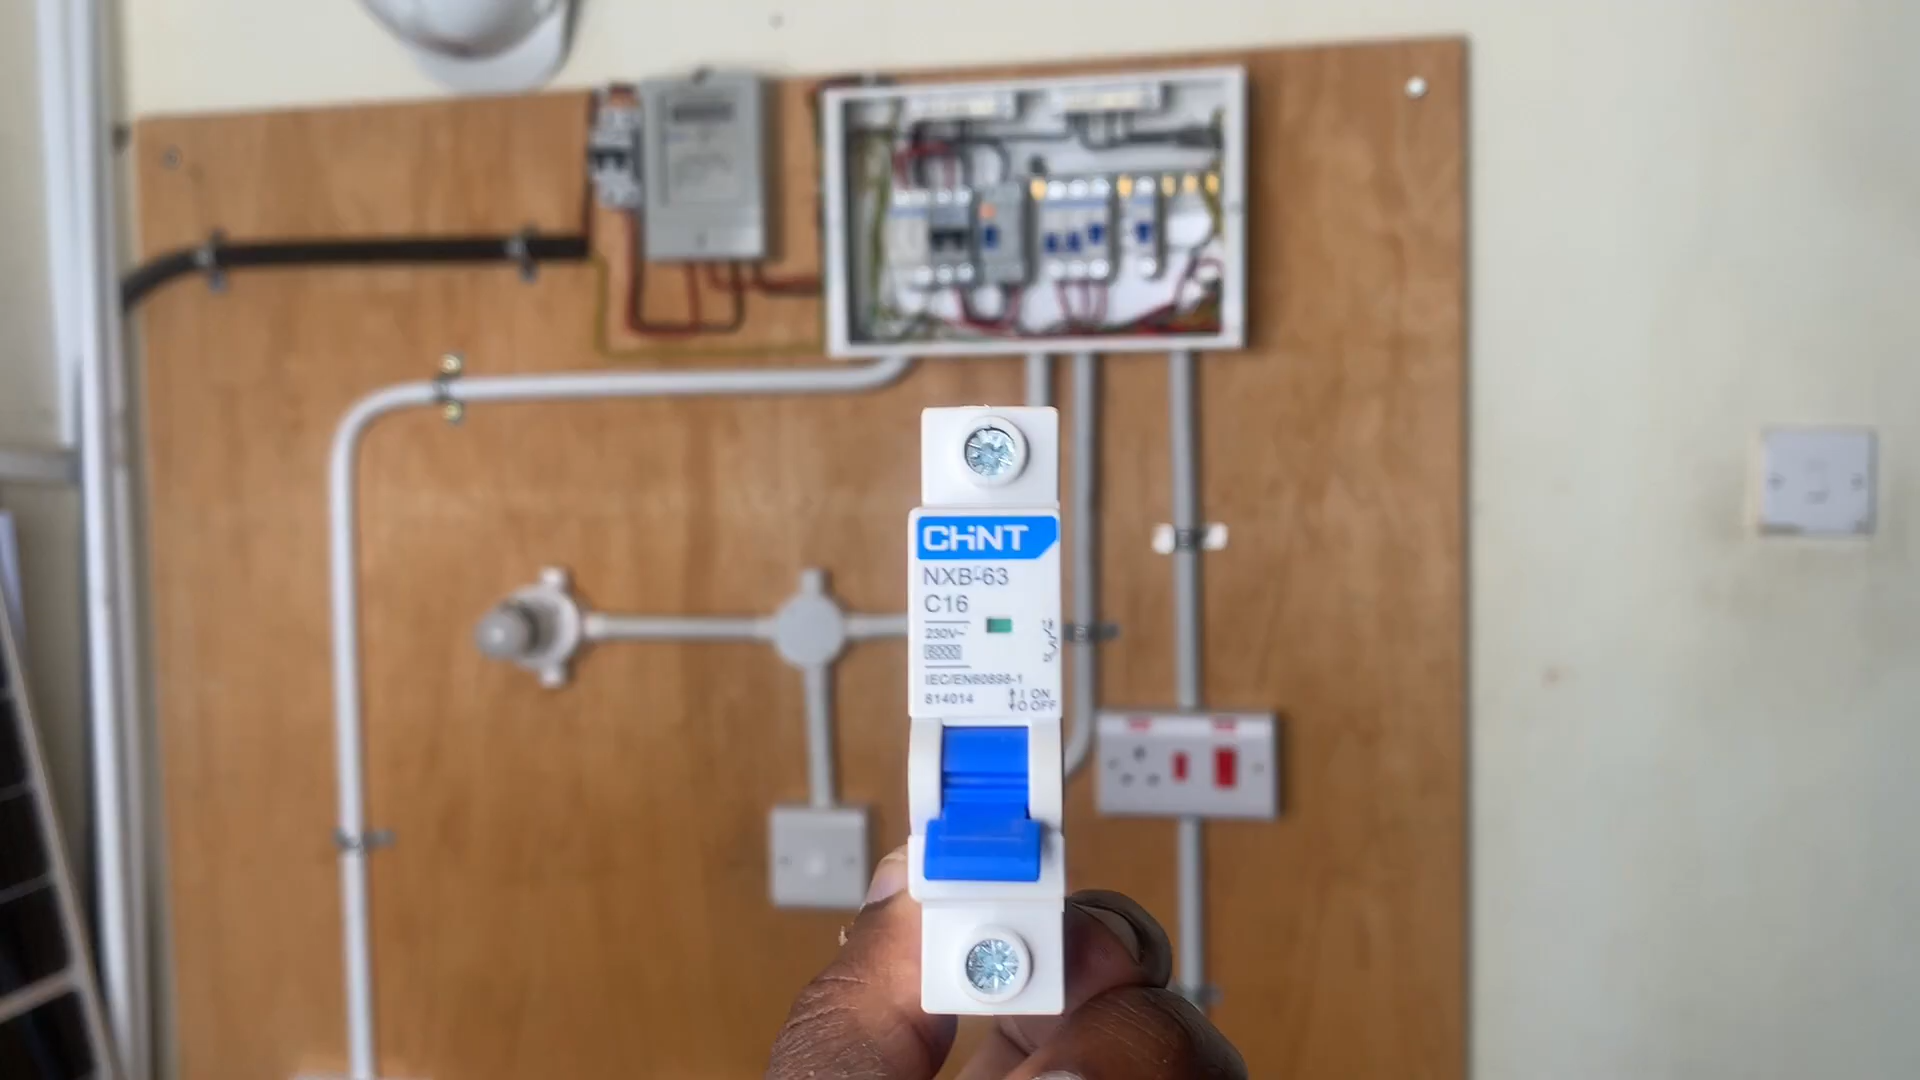 CHNT
NXB-63
C16
230V~
6000
IEC/EN60898-1
814014
I ON
O OFF